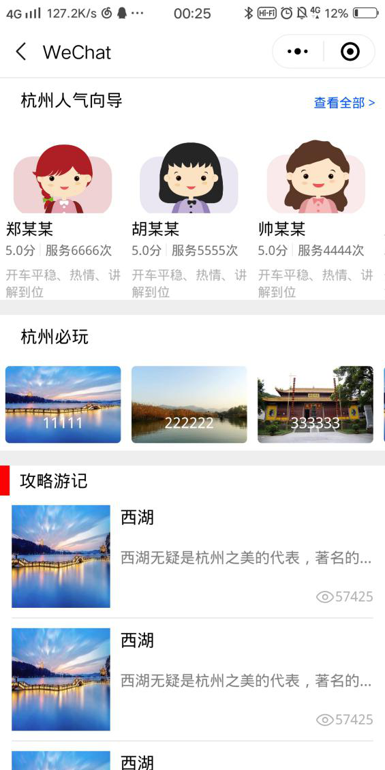 4G 127.2K/s ··· 00:25 HI-FI 4G 12%
WeChat
杭州人气向导 查看全部 >
郑某某 胡某某 帅某某
5.0分 服务6666次 5.0分 服务5555次 5.0分 服务4444次
开车平稳、热情、讲 开车平稳、热情、讲 开车平稳、热情、讲
解到位 解到位 解到位
杭州必玩
11111 222222 333333
攻略游记
西湖
西湖无疑是杭州之美的代表，著名的...
57425
西湖
西湖无疑是杭州之美的代表，著名的...
57425
西湖